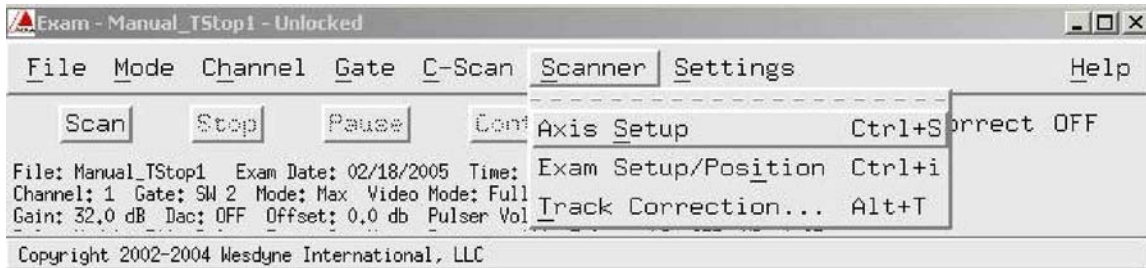 Exam - Manual_TStop1 - Unlocked
File Mode Channel Gate C-Scan Scanner Settings Help
Scan Stop Pause Cont
orrect OFF
Axis Setup Ctrl+S
Exam Setup/Position Ctrl+i
Track Correction... Alt+T
File: Manual_TStop1 Exam Date: 02/18/2005 Time:
Channel: 1 Gate: SW 2 Mode: Max Video Mode: Full
Gain: 32.0 dB Dac: OFF Offset: 0.0 db Pulser Vol
Copyright 2002-2004 Wesdyne International, LLC